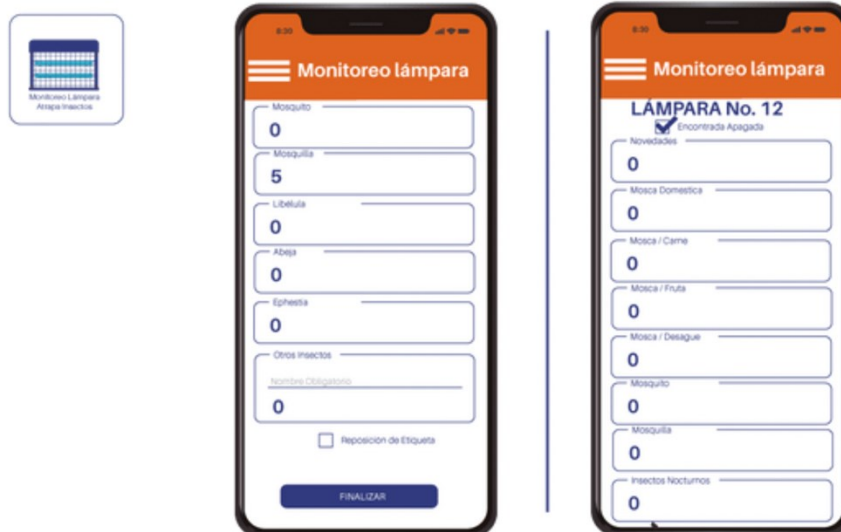 Monitoreo Lámpara
Atrapa Insectos
8:30
Monitoreo lámpara
Mosquito
0
Mosquilla
5
Libélula
0
Abeja
0
Ephestia
0
Otros Insectos
Nombre Obligatorio
0
Reposición de Etiqueta
FINALIZAR
8:30
Monitoreo lámpara
LÁMPARA No. 12
Encontrada Apagada
Novedades
0
Mosca Domestica
0
Mosca / Carne
0
Mosca / Fruta
0
Mosca / Desague
0
Mosquito
0
Mosquilla
0
Insectos Nocturnos
0